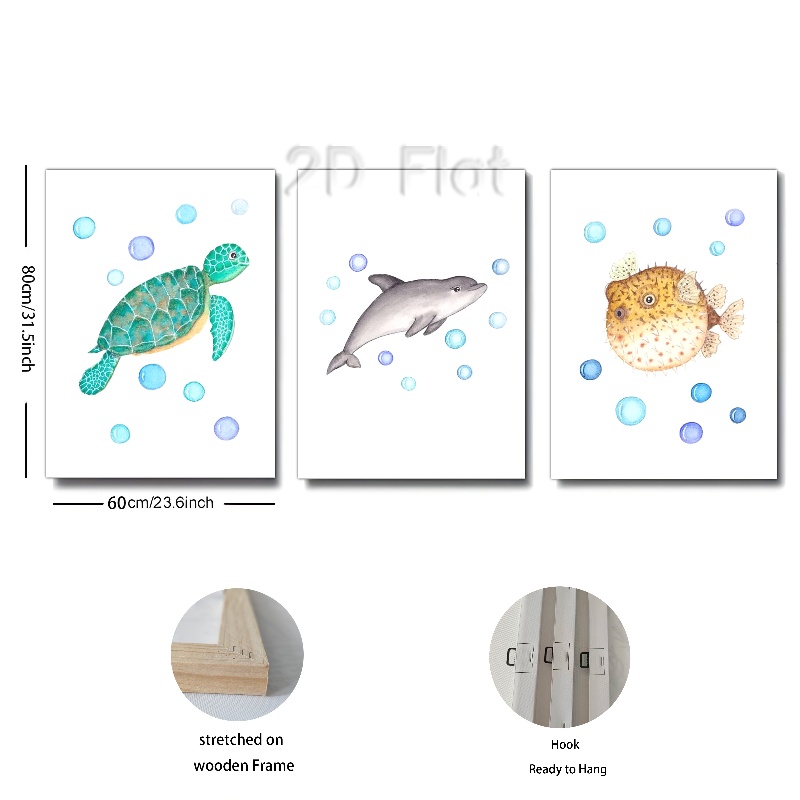 2D Flat
80cm/31.5inch
60cm/23.6inch
stretched on
wooden Frame
Hook
Ready to Hang